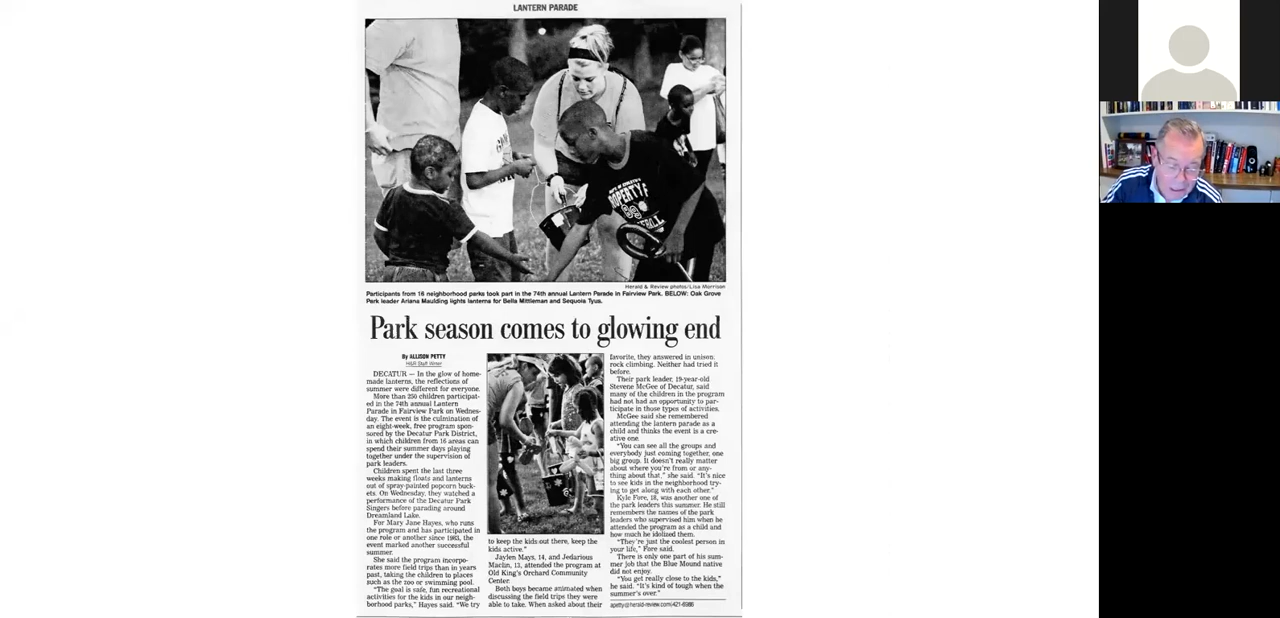 LANTERN PARADE
Herald & Review photos/Lisa Morrison
Participants from 16 neighborhood parks took part in the 74th annual Lantern Parade in Fairview Park. BELOW: Oak Grove
Park leader Ariana Maulding lights lanterns for Bella Mittleman and Sequoia Tyus.
Park season comes to glowing end
By ALLISON PETTY
H&R Staff Writer
DECATUR — In the glow of home-
made lanterns, the reflections of
summer were different for everyone.
More than 250 children participat-
ed in the 74th annual Lantern
Parade in Fairview Park on Wednes-
day. The event is the culmination of
an eight-week, free program spon-
sored by the Decatur Park District,
in which children from 16 areas can
spend their summer days playing
together under the supervision of
park leaders.
Children spent the last three
weeks making floats and lanterns
out of spray-painted popcorn buck-
ets. On Wednesday, they watched a
performance of the Decatur Park
Singers before parading around
Dreamland Lake.
For Mary Jane Hayes, who runs
the program and has participated in
one role or another since 1983, the
event marked another successful
summer.
She said the program incorpo-
rates more field trips than in years
past, taking the children to places
such as the zoo or swimming pool.
"The goal is safe, fun recreational
activities for the kids in our neigh-
borhood parks," Hayes said. "We try
to keep the kids out there, keep the
kids active."
Jaylen Mays, 14, and Jedarious
Maclin, 13, attended the program at
Old King's Orchard Community
Center.
Both boys became animated when
discussing the field trips they were
able to take. When asked about their
favorite, they answered in unison:
rock climbing. Neither had tried it
before.
Their park leader, 19-year-old
Stevene McGee of Decatur, said
many of the children in the program
had not had an opportunity to par-
ticipate in those types of activities.
McGee said she remembered
attending the lantern parade as a
child and thinks the event is a cre-
ative one.
"You can see all the groups and
everybody just coming together, one
big group. It doesn't really matter
about where you're from or any-
thing about that," she said. "It's nice
to see kids in the neighborhood try-
ing to get along with each other."
Kyle Fore, 18, was another one of
the park leaders this summer. He still
remembers the names of the park
leaders who supervised him when he
attended the program as a child and
how much he idolized them.
"They're just the coolest person in
your life," Fore said.
There is only one part of his sum-
mer job that the Blue Mound native
did not enjoy.
"You get really close to the kids,"
he said. "It's kind of tough when the
summer's over."
apetty@herald-review.com|421-6986